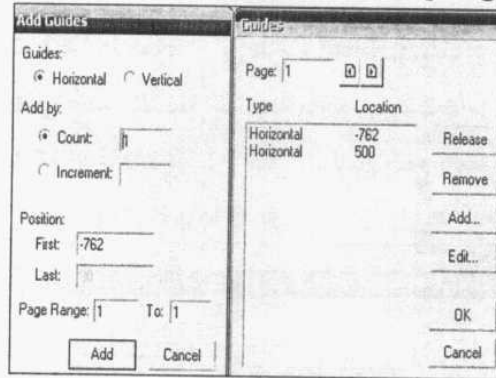 Add Guides
Guides:
Horizontal Vertical
Add by:
Count: 1
Increment:
Position:
First: -762
Last:
Page Range: 1 To: 1
Add Cancel
Guides
Page: 1
Type Location
Horizontal -762
Horizontal 500
Release
Remove
Add...
Edit...
OK
Cancel